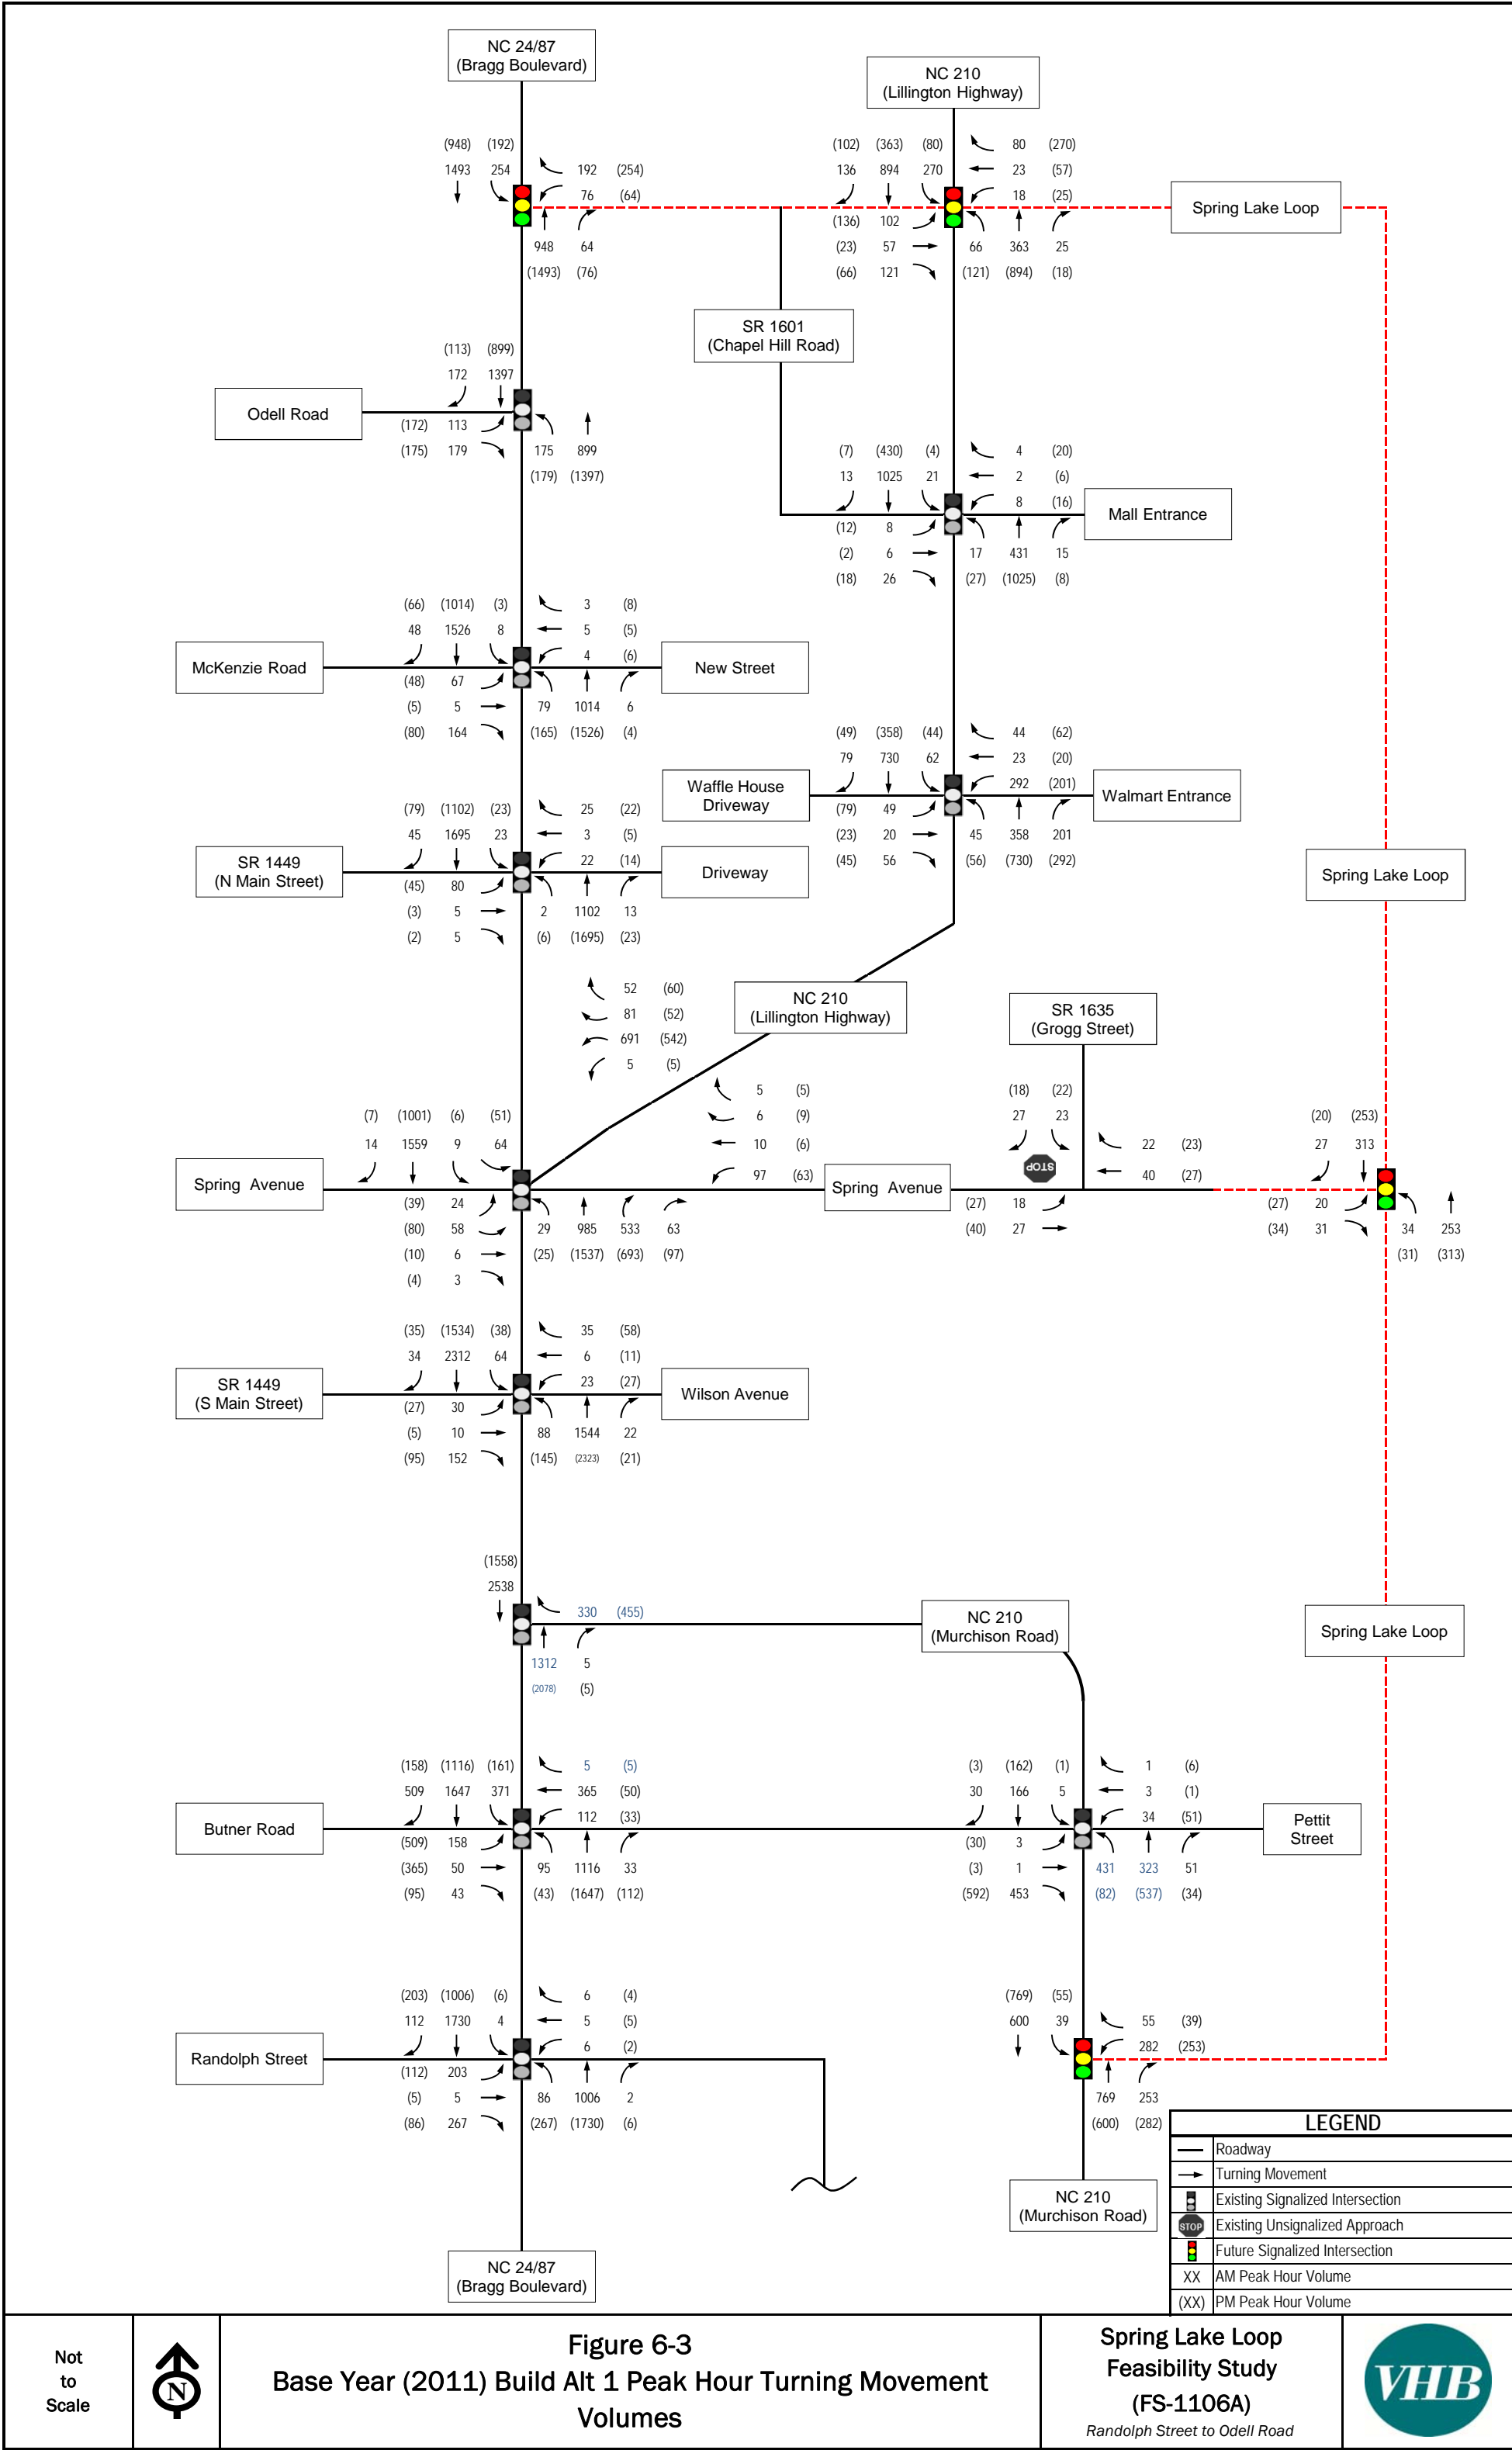 NC 24/87
(Bragg Boulevard)
NC 210
(Lillington Highway)
(948) (192)
1493 254
192 (254)
76 (64)
948 64
(1493) (76)
(102) (363) (80)
136 894 270
80 (270)
23 (57)
18 (25)
(136) 102
(23) 57
(66) 121
66 363 25
(121) (894) (18)
Spring Lake Loop
SR 1601
(Chapel Hill Road)
(113) (899)
172 1397
Odell Road
(172) 113
(175) 179
175 899
(179) (1397)
(7) (430) (4)
13 1025 21
4 (20)
2 (6)
8 (16)
Mall Entrance
(12) 8
(2) 6
(18) 26
17 431 15
(27) (1025) (8)
(66) (1014) (3)
48 1526 8
3 (8)
5 (5)
4 (6)
McKenzie Road
New Street
(48) 67
(5) 5
(80) 164
79 1014 6
(165) (1526) (4)
(49) (358) (44)
79 730 62
44 (62)
23 (20)
292 (201)
Waffle House
Driveway
Walmart Entrance
(79) 49
(23) 20
(45) 56
45 358 201
(56) (730) (292)
(79) (1102) (23)
45 1695 23
25 (22)
3 (5)
22 (14)
SR 1449
(N Main Street)
Driveway
(45) 80
(3) 5
(2) 5
2 1102 13
(6) (1695) (23)
Spring Lake Loop
52 (60)
81 (52)
691 (542)
5 (5)
NC 210
(Lillington Highway)
SR 1635
(Grogg Street)
5 (5)
6 (9)
10 (6)
97 (63)
(7) (1001) (6) (51)
14 1559 9 64
Spring Avenue
Spring Avenue
(39) 24
(80) 58
(10) 6
(4) 3
29 985 533 63
(25) (1537) (693) (97)
(18) (22)
27 23
STOP
22 (23)
40 (27)
(27) 18
(40) 27
(20) (253)
27 313
(27) 20
(34) 31
34 253
(31) (313)
(35) (1534) (38)
34 2312 64
35 (58)
6 (11)
23 (27)
SR 1449
(S Main Street)
Wilson Avenue
(27) 30
(5) 10
(95) 152
88 1544 22
(145) (2323) (21)
(1558)
2538
330 (455)
1312 5
(2078) (5)
NC 210
(Murchison Road)
Spring Lake Loop
(158) (1116) (161)
509 1647 371
5 (5)
365 (50)
112 (33)
Butner Road
(509) 158
(365) 50
(95) 43
95 1116 33
(43) (1647) (112)
(3) (162) (1)
30 166 5
1 (6)
3 (1)
34 (51)
Pettit
Street
(30) 3
(3) 1
(592) 453
431 323 51
(82) (537) (34)
(203) (1006) (6)
112 1730 4
6 (4)
5 (5)
6 (2)
Randolph Street
(112) 203
(5) 5
(86) 267
86 1006 2
(267) (1730) (6)
(769) (55)
600 39
55 (39)
282 (253)
769 253
(600) (282)
NC 210
(Murchison Road)
NC 24/87
(Bragg Boulevard)
LEGEND
Roadway
Turning Movement
Existing Signalized Intersection
STOP Existing Unsignalized Approach
Future Signalized Intersection
XX AM Peak Hour Volume
(XX) PM Peak Hour Volume
Not
to
Scale
N
Figure 6-3
Base Year (2011) Build Alt 1 Peak Hour Turning Movement
Volumes
Spring Lake Loop
Feasibility Study
(FS-1106A)
Randolph Street to Odell Road
VHB